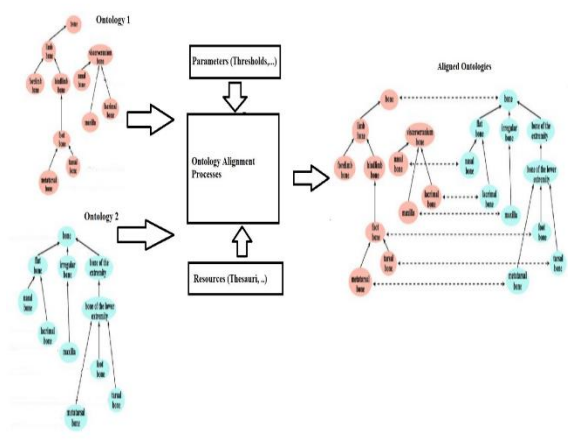 Ontology 1
bone
limb
bone
viscerocranium
bone
forelimb
bone
hindlimb
bone
nasal
bone
lacrimal
bone
maxilla
foot
bone
tarsal
bone
metatarsal
bone
Ontology 2
bone
flat
bone
irregular
bone
bone of the
extremity
nasal
bone
bone of the lower
extremity
lacrimal
bone
maxilla
foot
bone
tarsal
bone
metatarsal
bone
Parameters (Thresholds,..)
Ontology Alignment
Processes
Resources (Thesauri, ..)
Aligned Ontologies
bone
bone
limb
bone
viscerocranium
bone
flat
bone
irregular
bone
bone of the
extremity
forelimb
bone
hindlimb
bone
nasal
bone
nasal
bone
bone of the lower
extremity
lacrimal
bone
lacrimal
bone
maxilla
maxilla
foot
bone
foot
bone
tarsal
bone
tarsal
bone
metatarsal
bone
metatarsal
bone